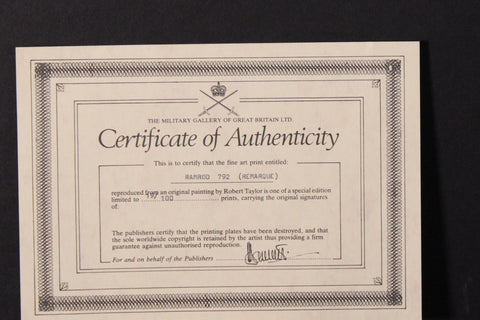 THE MILITARY GALLERY OF GREAT BRITAIN LTD.
Certificate of Authenticity
This is to certify that the fine art print entitled:
RAMROD 792 (REMARQUE)
reproduced from an original painting by Robert Taylor is one of a special edition
limited to 100 prints, carrying the original signatures
of:
The publishers certify that the printing plates have been destroyed, and that
the sole worldwide copyright is retained by the artist thus providing a firm
guarantee against unauthorised reproduction.
For and on behalf of the Publishers